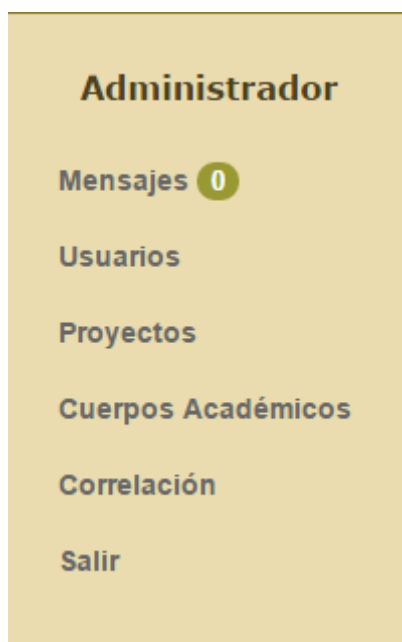 Administrador
Mensajes 0
Usuarios
Proyectos
Cuerpos Académicos
Correlación
Salir